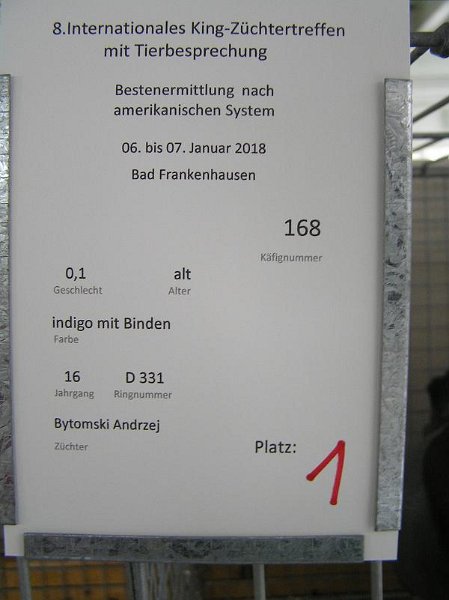 8.Internationales King-Züchtertreffen
mit Tierbesprechung
Bestenermittlung nach
amerikanischen System
06. bis 07. Januar 2018
Bad Frankenhausen
168
Käfignummer
0,1 alt
Geschlecht Alter
indigo mit Binden
Farbe
16 D 331
Jahrgang Ringnummer
Bytomski Andrzej
Züchter
Platz: 1